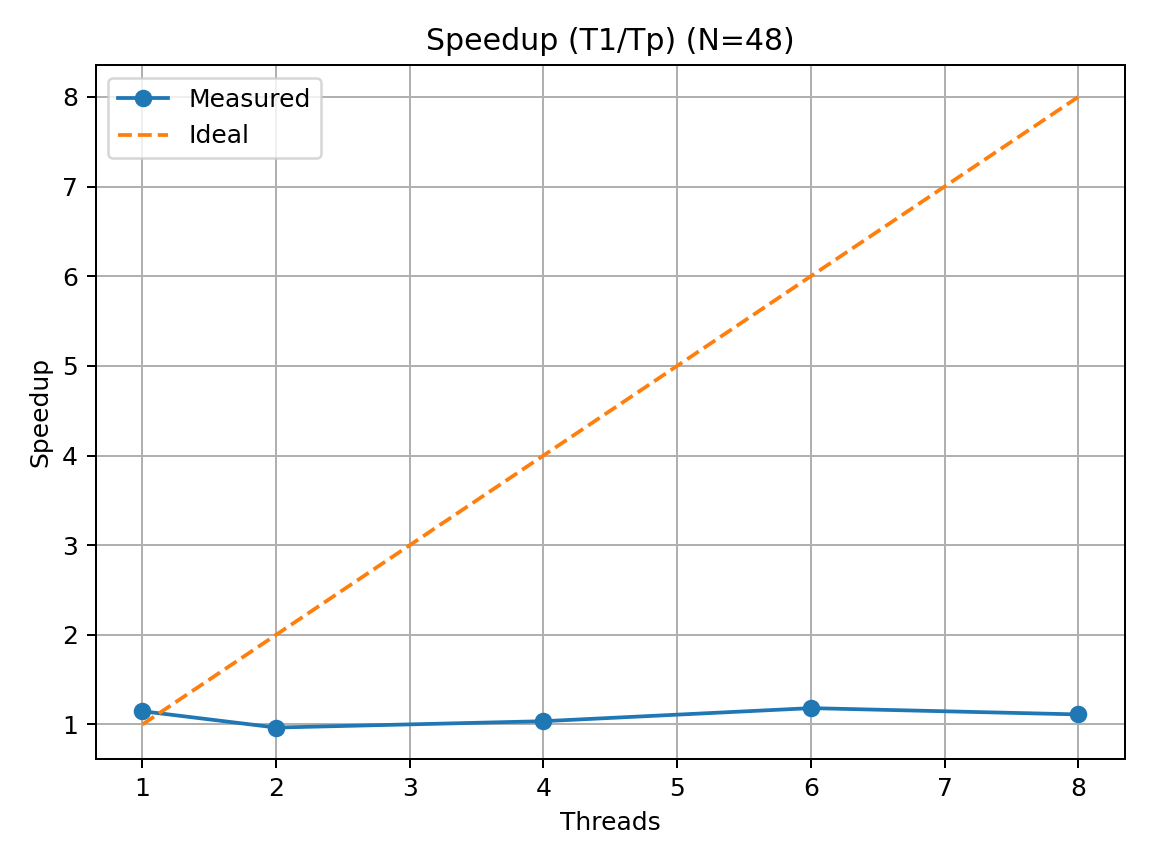 Speedup (T1/Tp) (N=48)
Measured
Ideal
8
7
6
5
4
3
2
1
Speedup
1 2 3 4 5 6 7 8
Threads